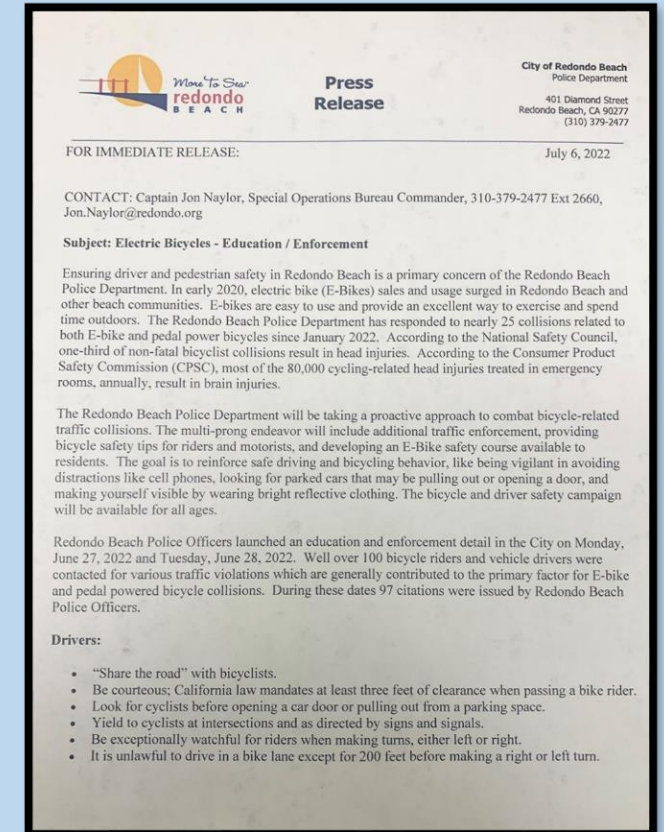 More To Sea
redondo
BEACH
Press
Release
City of Redondo Beach
Police Department
401 Diamond Street
Redondo Beach, CA 90277
(310) 379-2477
FOR IMMEDIATE RELEASE:
July 6, 2022
CONTACT: Captain Jon Naylor, Special Operations Bureau Commander, 310-379-2477 Ext 2660,
Jon.Naylor@redondo.org
Subject: Electric Bicycles - Education / Enforcement
Ensuring driver and pedestrian safety in Redondo Beach is a primary concern of the Redondo Beach
Police Department. In early 2020, electric bike (E-Bikes) sales and usage surged in Redondo Beach and
other beach communities. E-bikes are easy to use and provide an excellent way to exercise and spend
time outdoors. The Redondo Beach Police Department has responded to nearly 25 collisions related to
both E-bike and pedal power bicycles since January 2022. According to the National Safety Council,
one-third of non-fatal bicyclist collisions result in head injuries. According to the Consumer Product
Safety Commission (CPSC), most of the 80,000 cycling-related head injuries treated in emergency
rooms, annually, result in brain injuries.
The Redondo Beach Police Department will be taking a proactive approach to combat bicycle-related
traffic collisions. The multi-prong endeavor will include additional traffic enforcement, providing
bicycle safety tips for riders and motorists, and developing an E-Bike safety course available to
residents. The goal is to reinforce safe driving and bicycling behavior, like being vigilant in avoiding
distractions like cell phones, looking for parked cars that may be pulling out or opening a door, and
making yourself visible by wearing bright reflective clothing. The bicycle and driver safety campaign
will be available for all ages.
Redondo Beach Police Officers launched an education and enforcement detail in the City on Monday,
June 27, 2022 and Tuesday, June 28, 2022. Well over 100 bicycle riders and vehicle drivers were
contacted for various traffic violations which are generally contributed to the primary factor for E-bike
and pedal powered bicycle collisions. During these dates 97 citations were issued by Redondo Beach
Police Officers.
Drivers:
• “Share the road” with bicyclists.
• Be courteous; California law mandates at least three feet of clearance when passing a bike rider.
• Look for cyclists before opening a car door or pulling out from a parking space.
• Yield to cyclists at intersections and as directed by signs and signals.
• Be exceptionally watchful for riders when making turns, either left or right.
• It is unlawful to drive in a bike lane except for 200 feet before making a right or left turn.